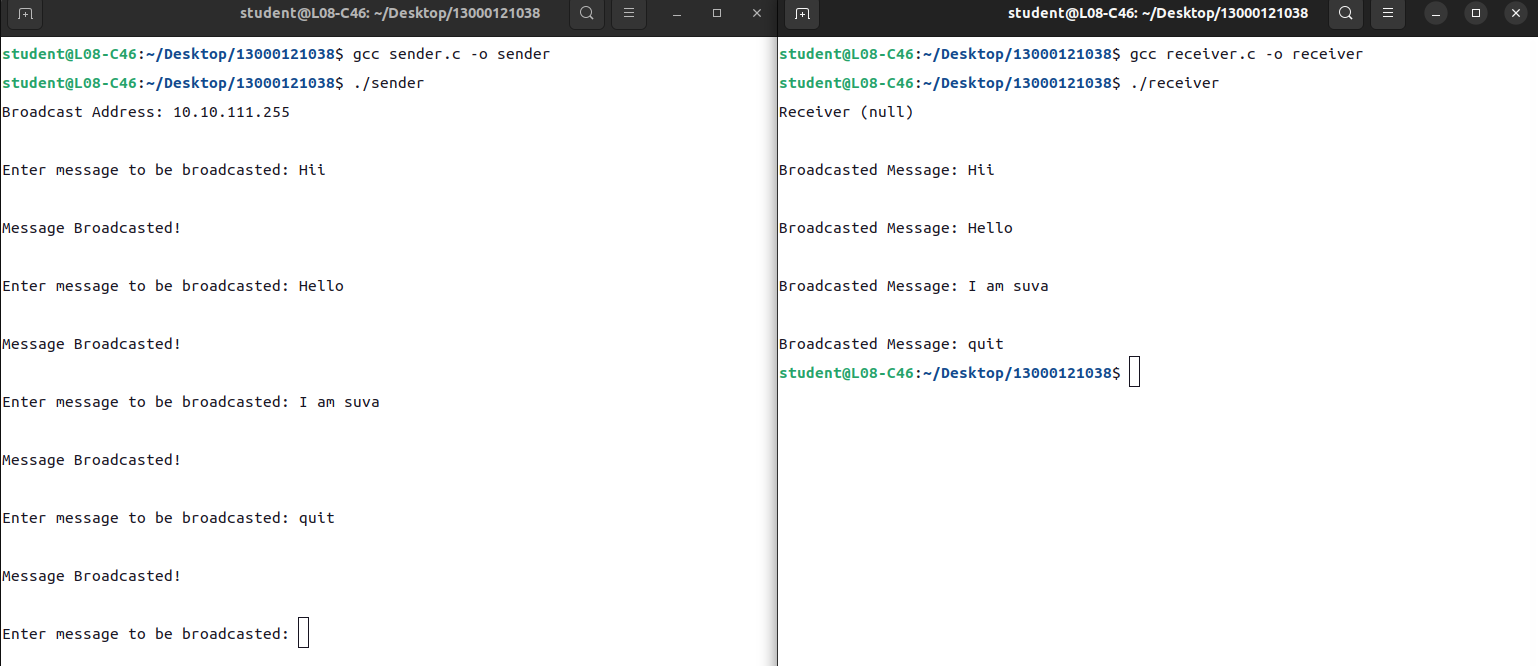 student@L08-C46: ~/Desktop/13000121038
student@L08-C46:~/Desktop/13000121038$ gcc sender.c -o sender
student@L08-C46:~/Desktop/13000121038$ ./sender
Broadcast Address: 10.10.111.255
Enter message to be broadcasted: Hii
Message Broadcasted!
Enter message to be broadcasted: Hello
Message Broadcasted!
Enter message to be broadcasted: I am suva
Message Broadcasted!
Enter message to be broadcasted: quit
Message Broadcasted!
Enter message to be broadcasted:
student@L08-C46: ~/Desktop/13000121038
student@L08-C46:~/Desktop/13000121038$ gcc receiver.c -o receiver
student@L08-C46:~/Desktop/13000121038$ ./receiver
Receiver (null)
Broadcasted Message: Hii
Broadcasted Message: Hello
Broadcasted Message: I am suva
Broadcasted Message: quit
student@L08-C46:~/Desktop/13000121038$